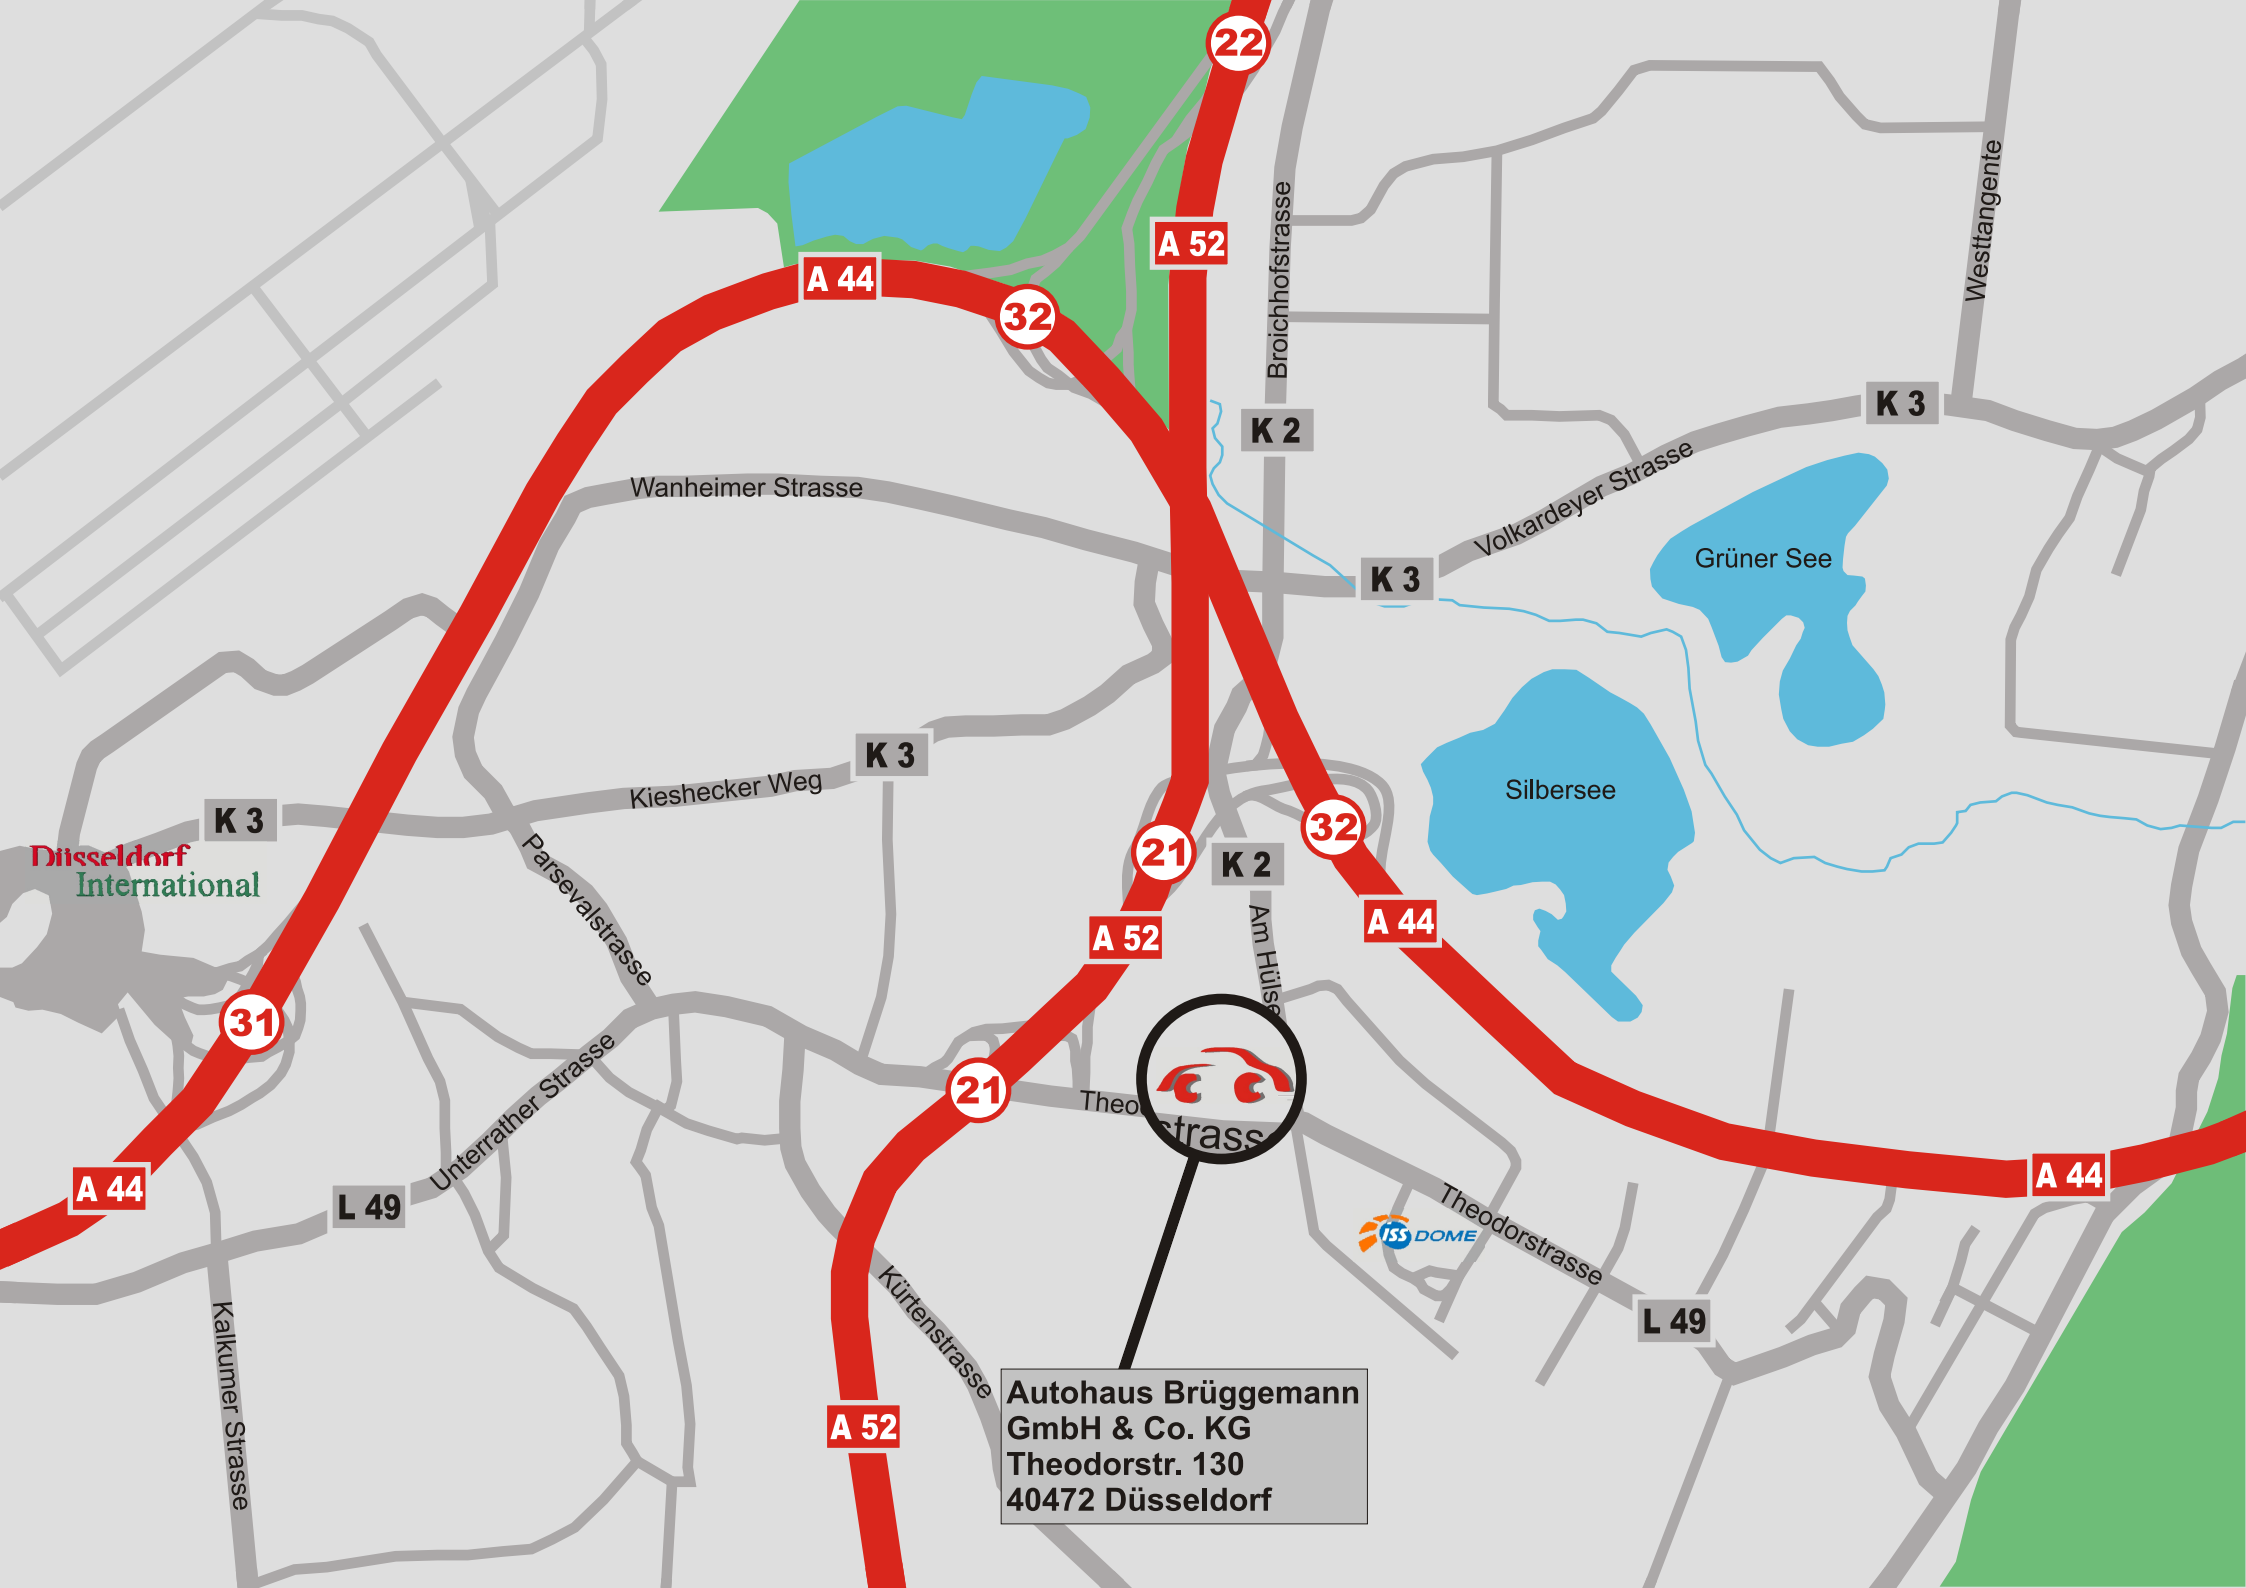 22
A 52
A 44
32
Broichhofstrasse
Westtangente
K 3
K 2
Volkardeyer Strasse
Wanheimer Strasse
K 3
Grüner See
K 3
Kieshecker Weg
Silbersee
K 3
32
Düsseldorf
International
Parsevalstrasse
21
K 2
A 44
A 52
Am Hülse
31
Unterrather Strasse
21
Theo
strasse
A 44
L 49
A 44
Theodorstrasse
ISS DOME
Kürtenstrasse
L 49
Kalkumer Strasse
A 52
Autohaus Brüggemann
GmbH & Co. KG
Theodorstr. 130
40472 Düsseldorf